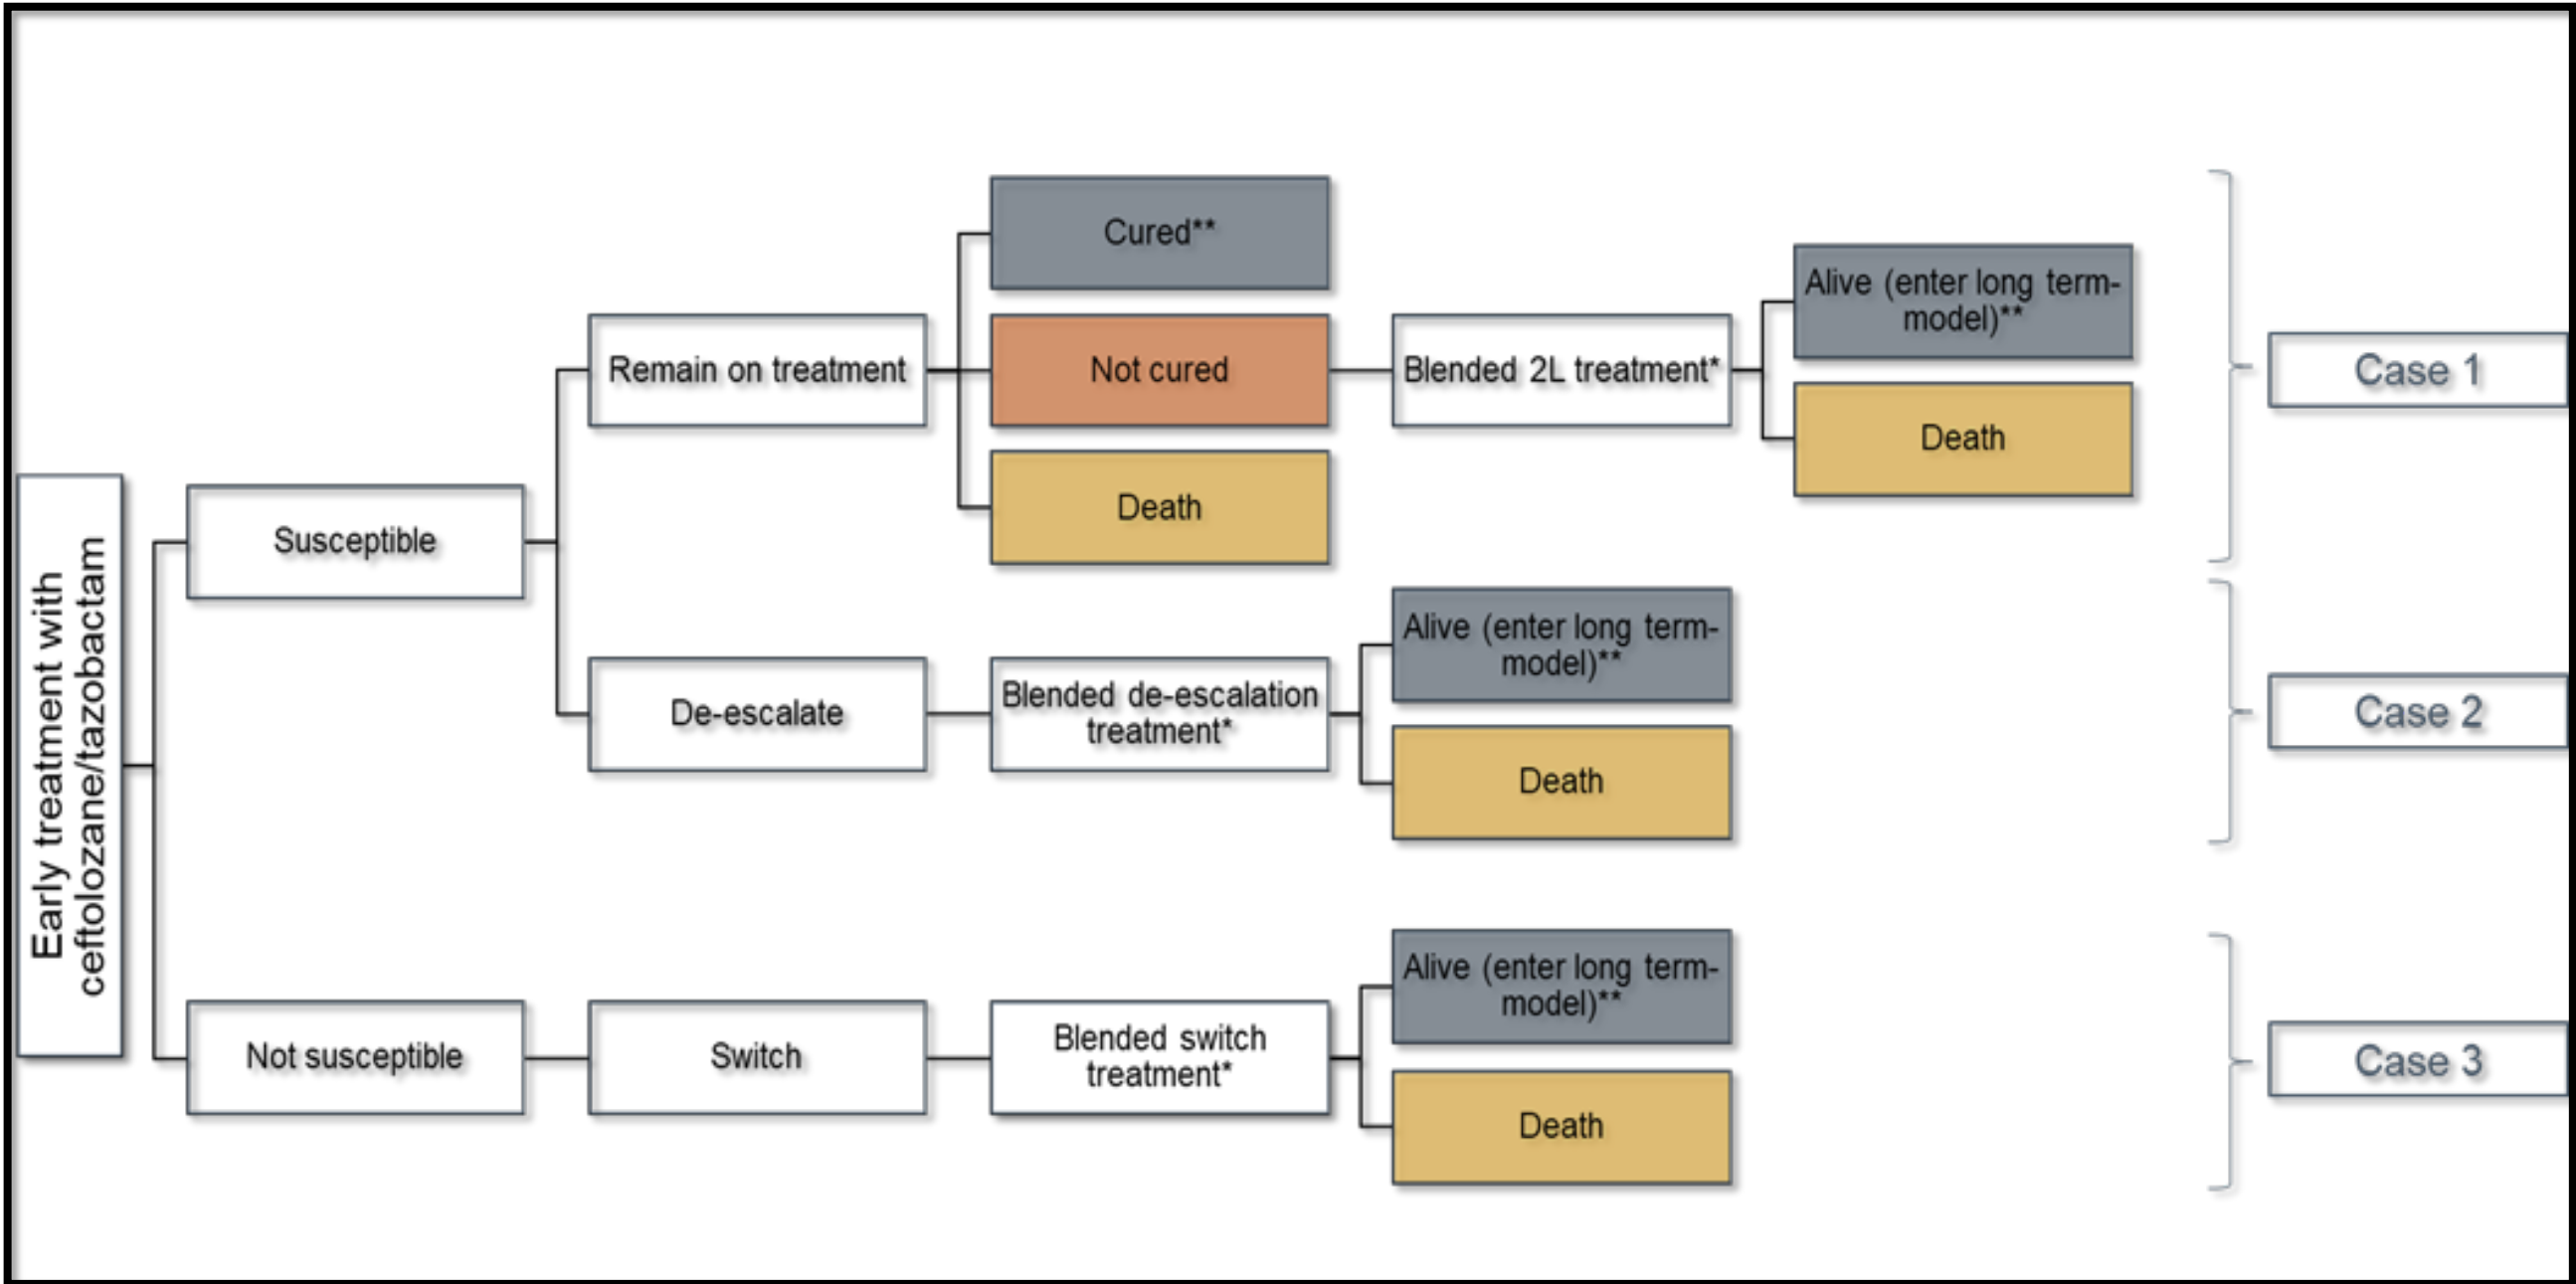 Early treatment with
ceftolozane/tazobactam
Susceptible
Remain on treatment
Cured**
Not cured
Death
Blended 2L treatment*
Alive (enter long term-
model)**
Death
Case 1
De-escalate
Blended de-escalation
treatment*
Alive (enter long term-
model)**
Death
Case 2
Not susceptible
Switch
Blended switch
treatment*
Alive (enter long term-
model)**
Death
Case 3